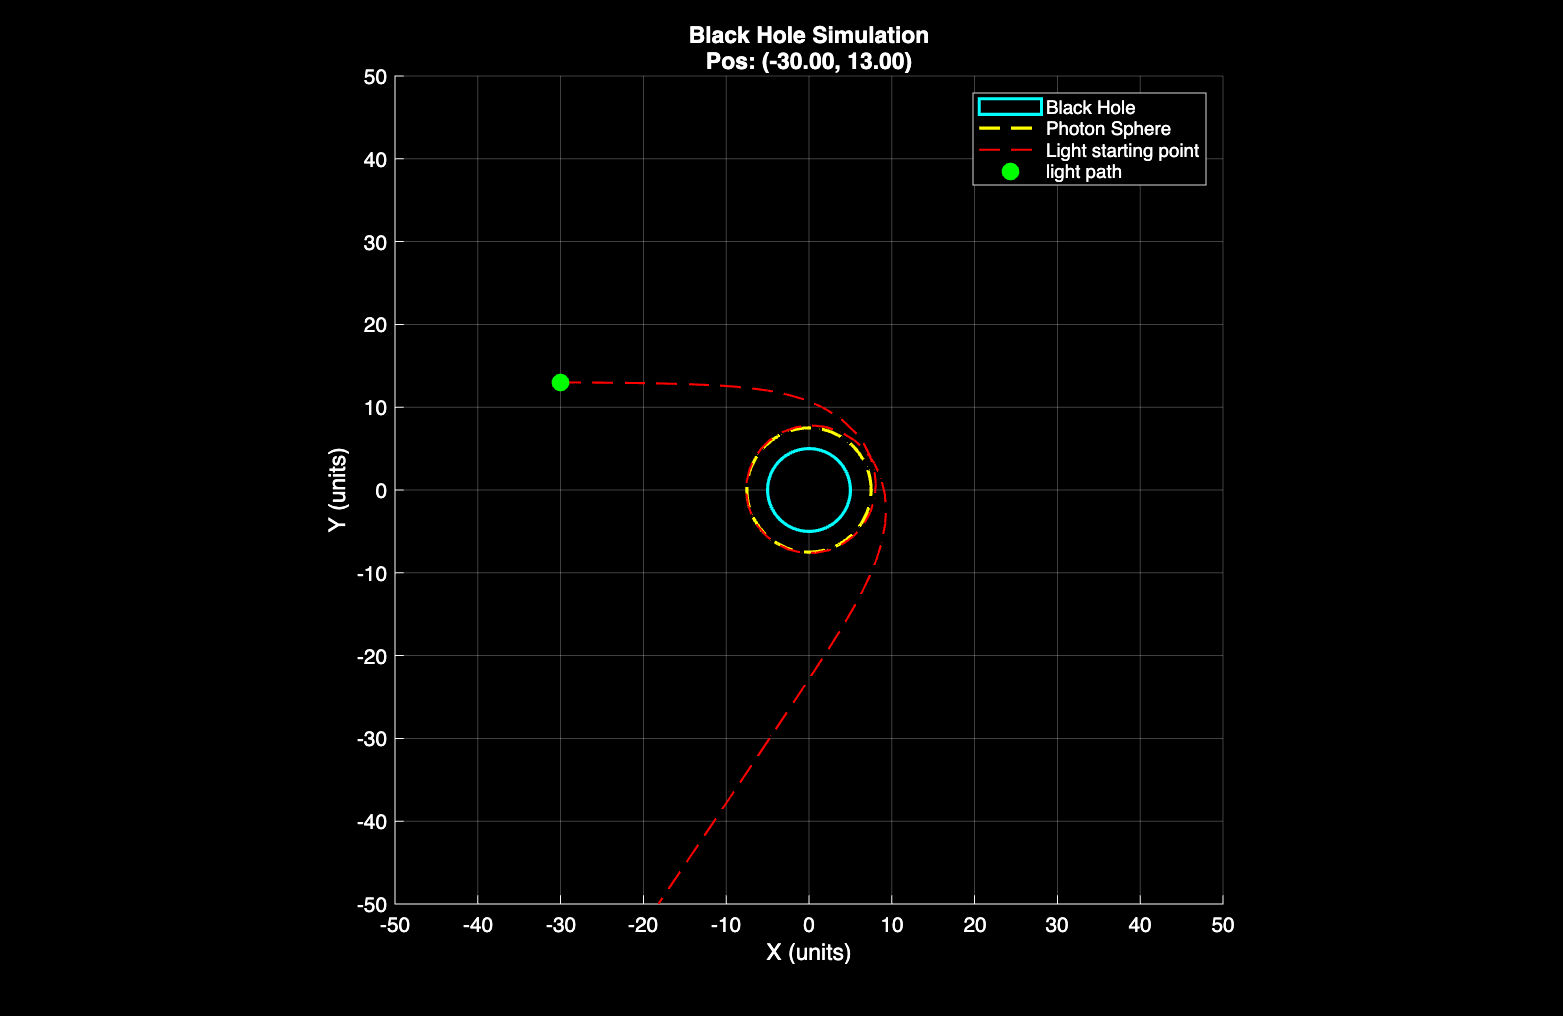 Black Hole Simulation
Pos: (-30.00, 13.00)
Black Hole
Photon Sphere
Light starting point
light path
50
40
30
20
10
0
-10
-20
-30
-40
-50
Y (units)
-50 -40 -30 -20 -10 0 10 20 30 40 50
X (units)